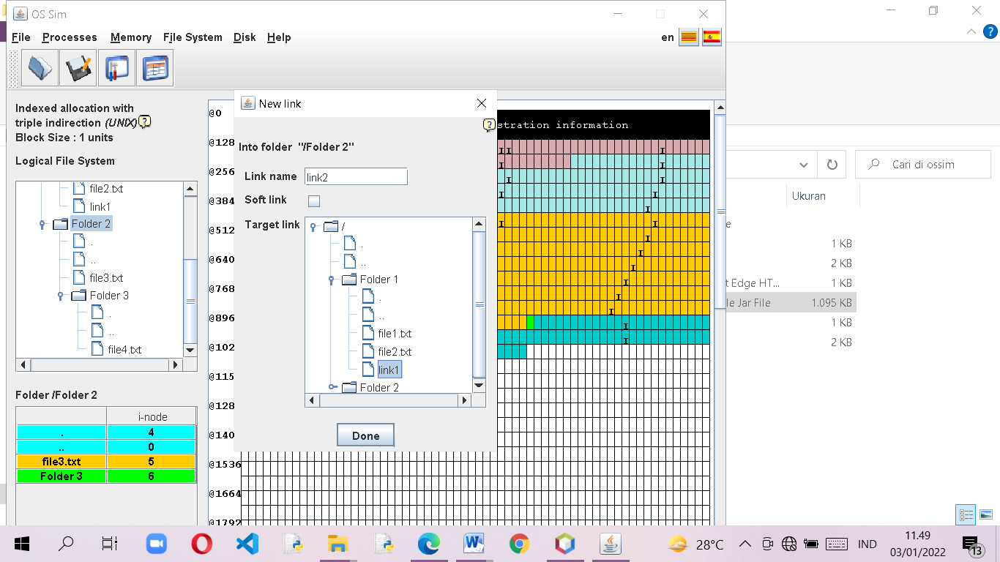 OS Sim
File Processes Memory File System Disk Help
en
Indexed allocation with
triple indirection (UNIX)
Block Size : 1 units
Logical File System
file2.txt
link1
Folder 2
.
..
file3.txt
Folder 3
.
..
file4.txt
Folder /Folder 2
i-node
. 4
.. 0
file3.txt 5
Folder 3 6
New link
Into folder "/Folder 2"
Link name link2
Soft link
Target link
/
.
..
Folder 1
.
..
file1.txt
file2.txt
link1
Folder 2
Done
@0
stration information
@128
I I I
@256
I I
I I
@384
I I
I
@512
I I
I
@640
I
I
@768
I
I
@896
I
I
@102
I
@115
@128
@140
@1536
@1664
@1792
Cari di ossim
Ukuran
e
1 KB
2 KB
t Edge HT... 1 KB
le Jar File 1.095 KB
1 KB
2 KB
28°C
IND
11.49
03/01/2022
13